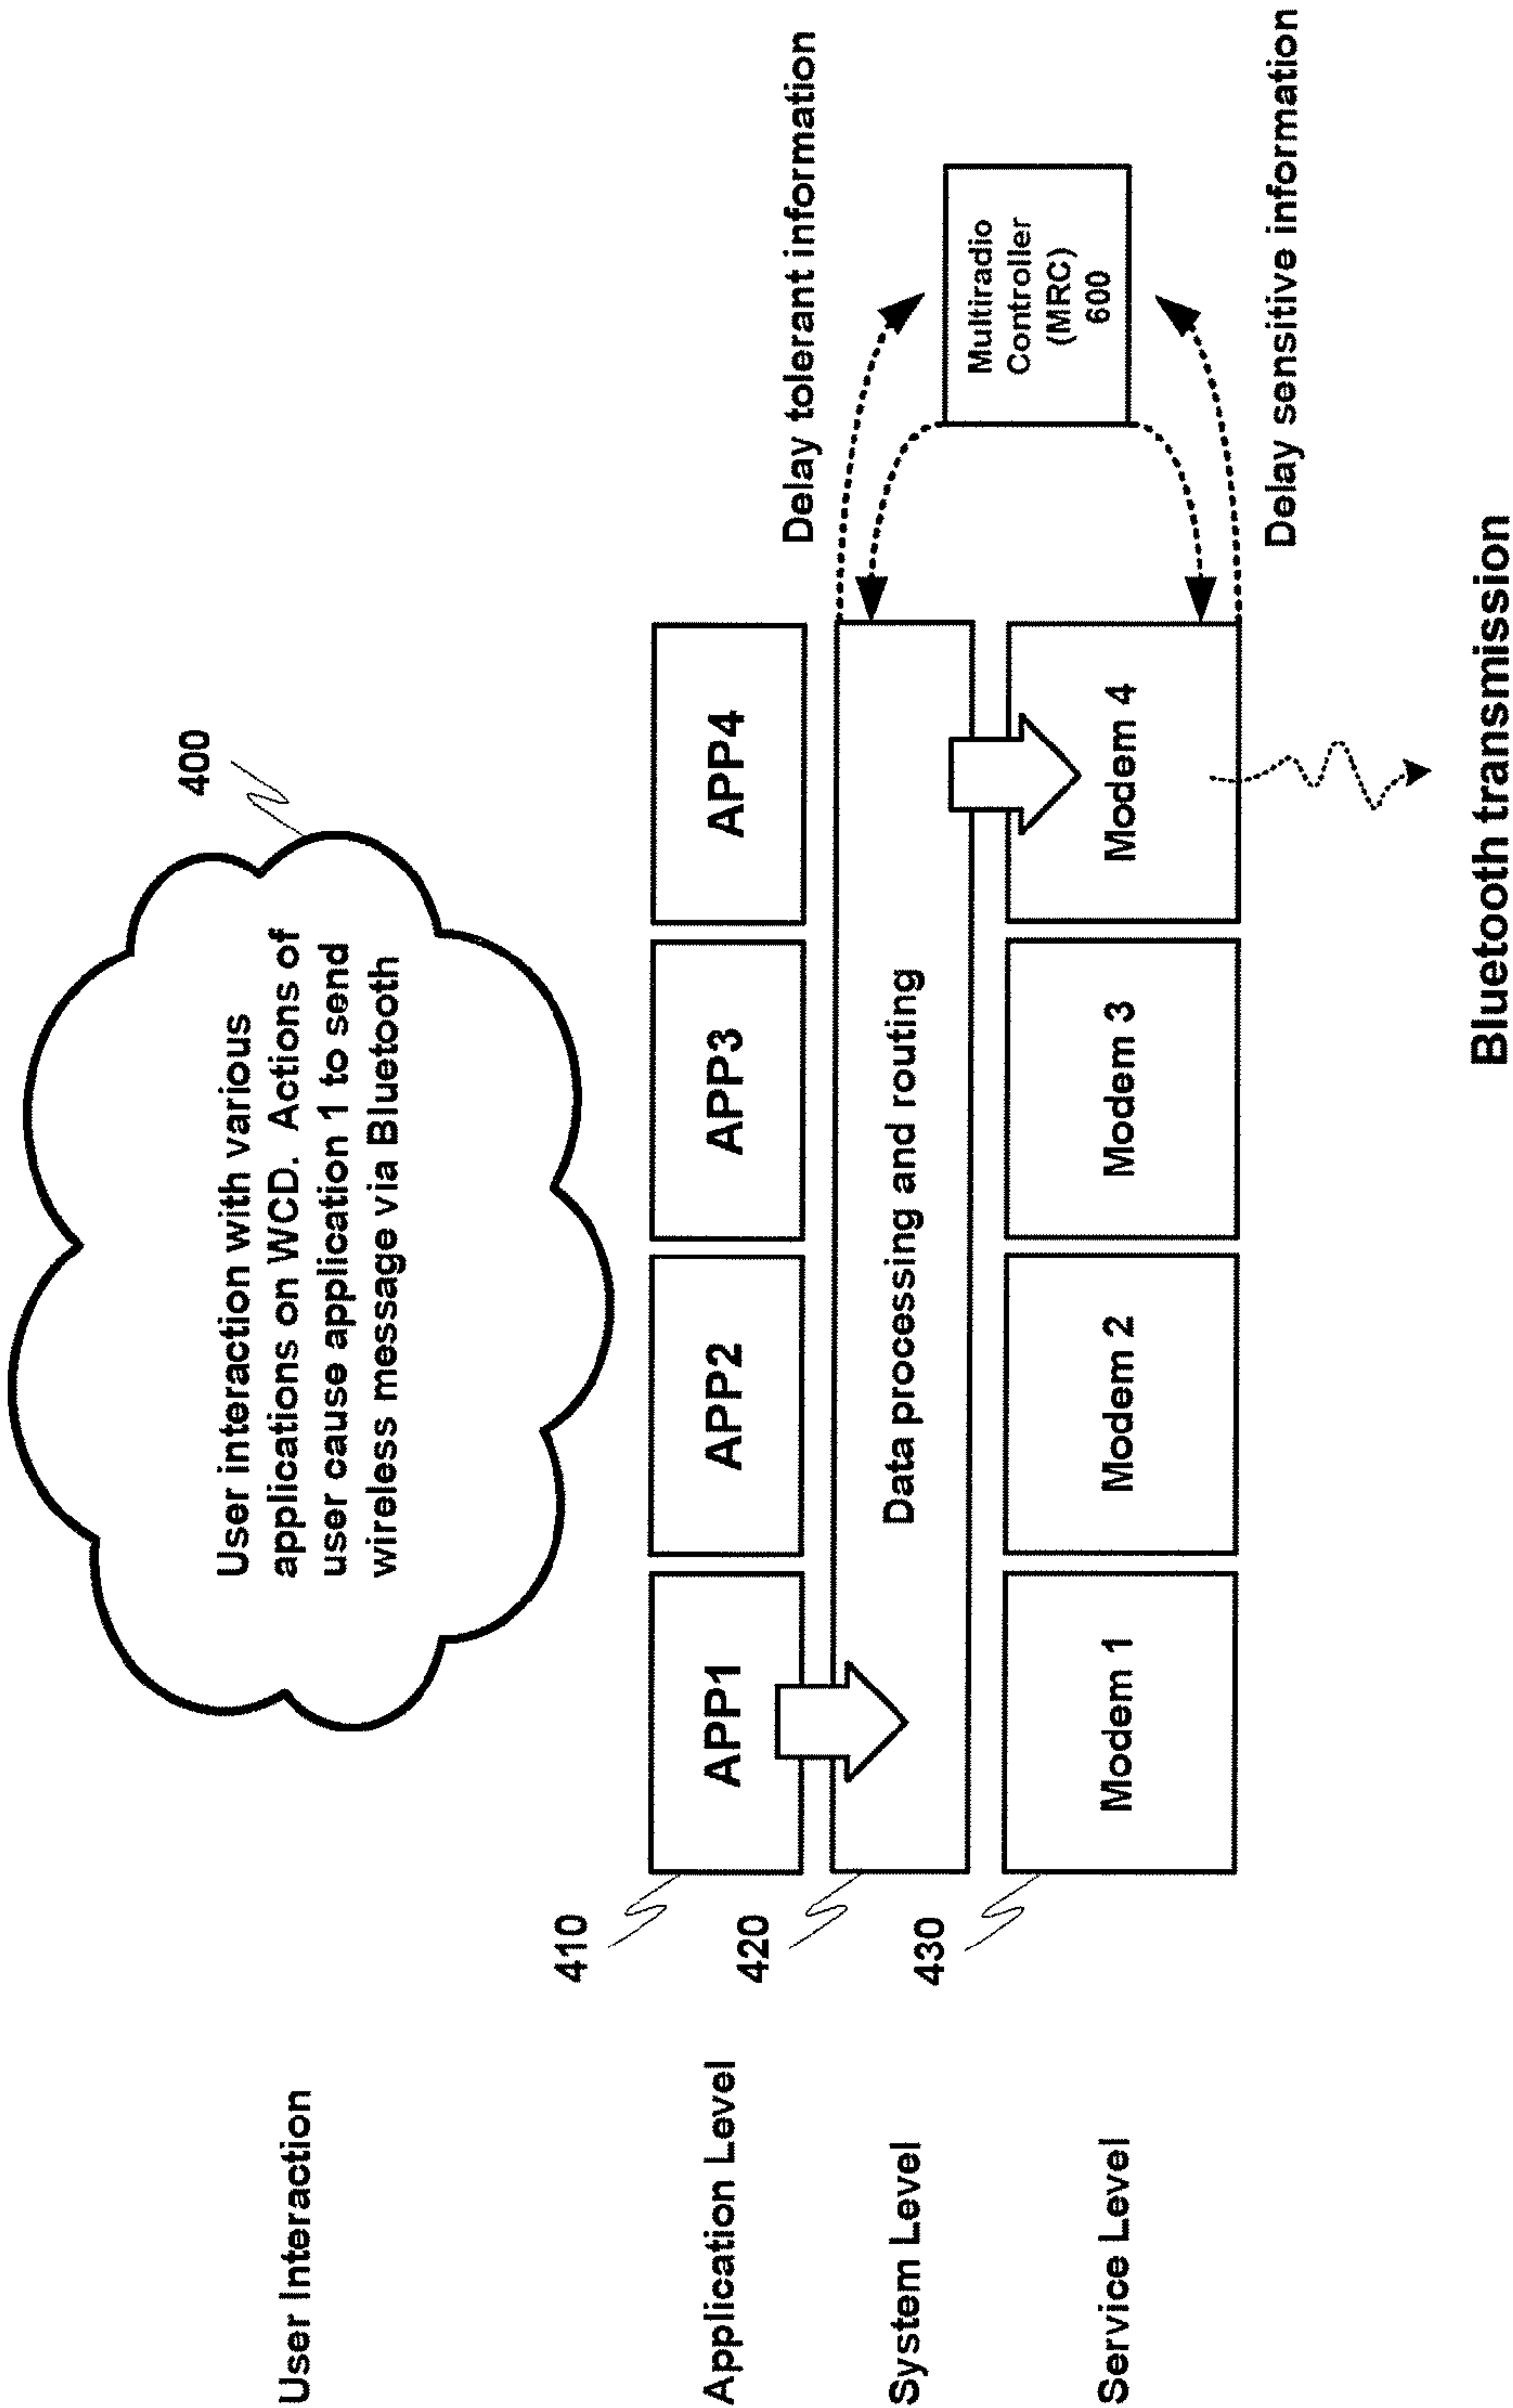 User Interaction
400
User interaction with various
applications on WCD. Actions of
user cause application 1 to send
wireless message via Bluetooth
Application Level
410
APP1
APP2
APP3
APP4
Delay tolerant information
System Level
420
Data processing and routing
Multiradio
Controller
(MRC)
600
Service Level
430
Modem 1
Modem 2
Modem 3
Modem 4
Delay sensitive information
Bluetooth transmission